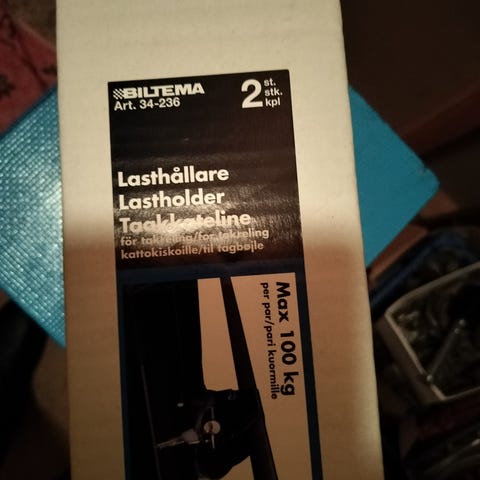 BILTEMA
Art. 34-236
2 st.
stk.
kpl
Lasthållare
Lastholder
Taakkateline
för takreling/for takreling
kattokiskoille/til tagbøjle
Max 100 kg
per par/pari kuormille